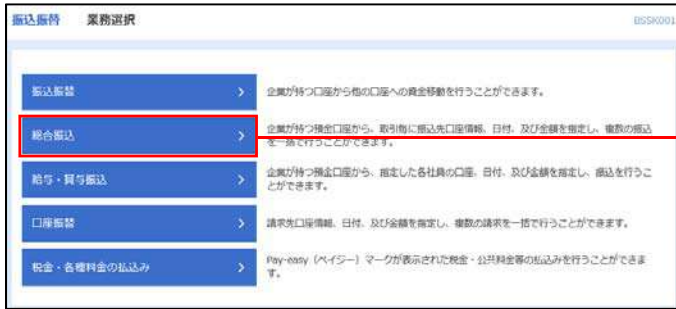 振込振替 業務選択 BSSK001
振込振替 >
企業が持つ口座から他の口座への資金移動を行うことができます。
総合振込 >
企業が持つ預金口座から、取引毎に振込先口座情報、日付、及び金額を指定し、複数の振込
を一括で行うことができます。
給与・賞与振込 >
企業が持つ預金口座から、指定した各社員の口座、日付、及び金額を指定し、振込を行うこ
とができます。
口座振替 >
請求先口座情報、日付、及び金額を指定し、複数の請求を一括で行うことができます。
税金・各種料金の払込み >
Pay-easy（ペイジー）マークが表示された税金・公共料金等の払込みを行うことができま
す。